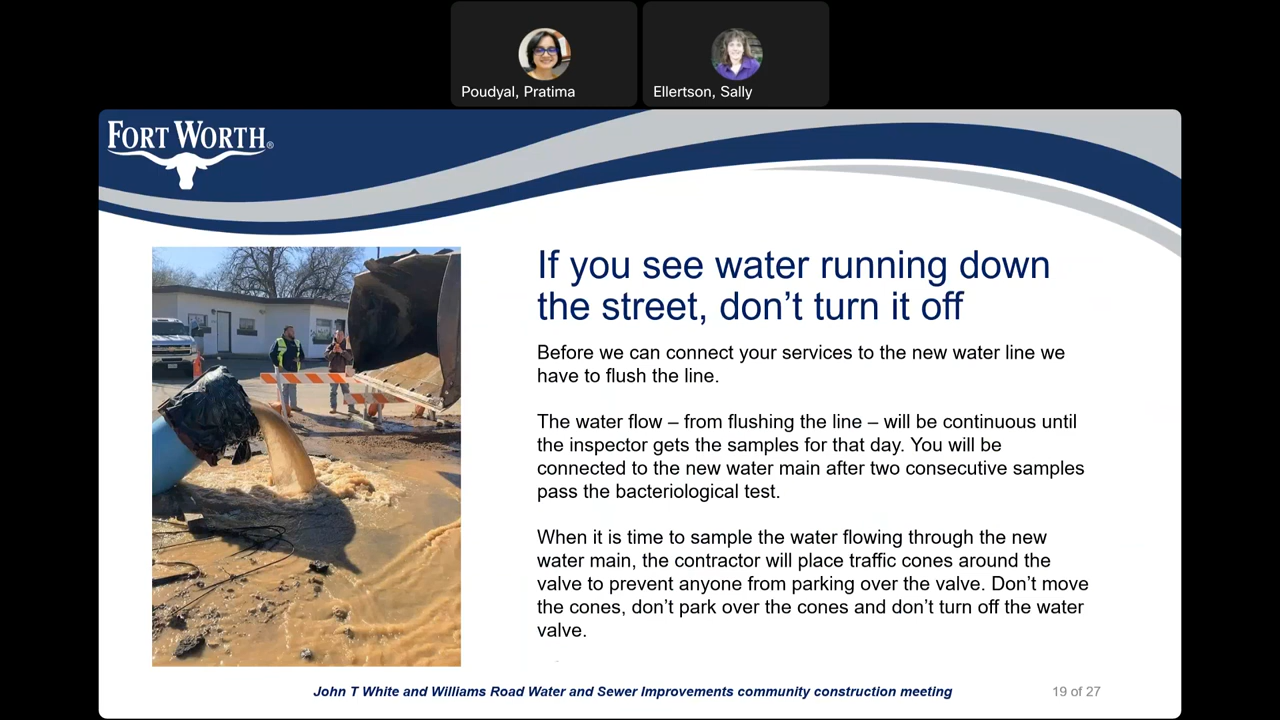 Poudyal, Pratima
Ellertson, Sally
FORT WORTH®
If you see water running down
the street, don’t turn it off
Before we can connect your services to the new water line we
have to flush the line.
The water flow – from flushing the line – will be continuous until
the inspector gets the samples for that day. You will be
connected to the new water main after two consecutive samples
pass the bacteriological test.
When it is time to sample the water flowing through the new
water main, the contractor will place traffic cones around the
valve to prevent anyone from parking over the valve. Don’t move
the cones, don’t park over the cones and don’t turn off the water
valve.
John T White and Williams Road Water and Sewer Improvements community construction meeting
19 of 27